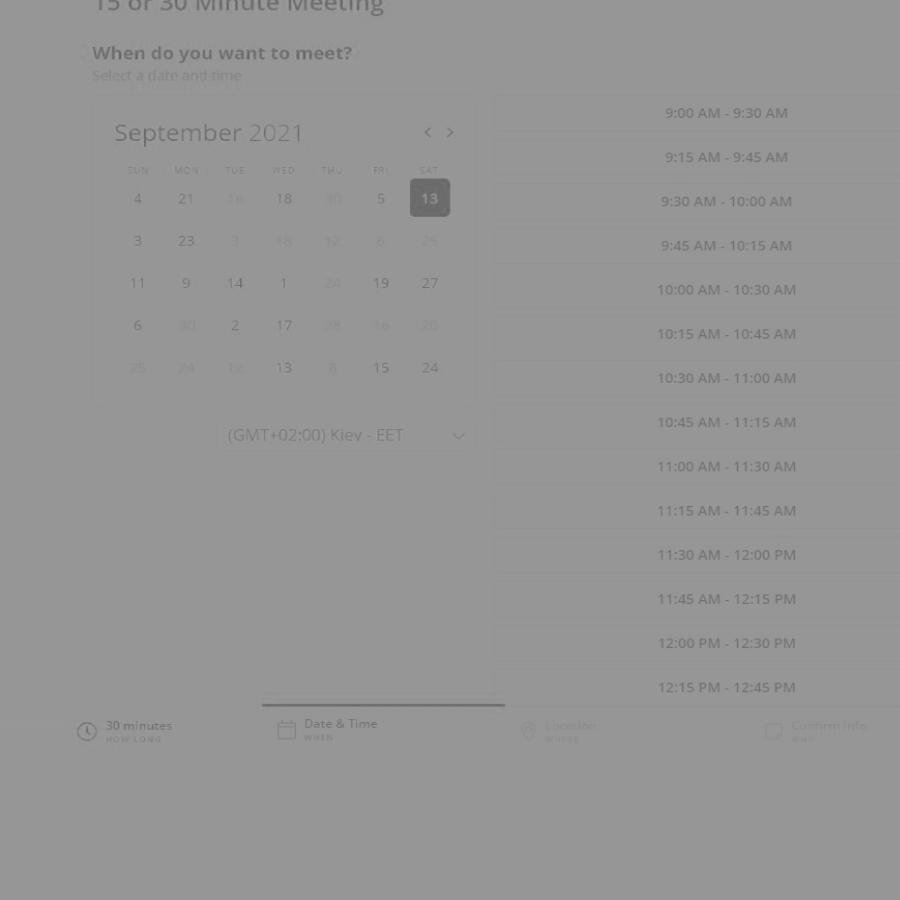 15 or 30 Minute Meeting
When do you want to meet?
Select a date and time
September 2021
SUN MON TUE WED THU FRI SAT
4 21 16 18 30 5 13
3 23 3 18 12 6 25
11 9 14 1 24 19 27
6 30 2 17 28 16 20
25 24 12 13 8 15 24
(GMT+02:00) Kiev - EET
9:00 AM - 9:30 AM
9:15 AM - 9:45 AM
9:30 AM - 10:00 AM
9:45 AM - 10:15 AM
10:00 AM - 10:30 AM
10:15 AM - 10:45 AM
10:30 AM - 11:00 AM
10:45 AM - 11:15 AM
11:00 AM - 11:30 AM
11:15 AM - 11:45 AM
11:30 AM - 12:00 PM
11:45 AM - 12:15 PM
12:00 PM - 12:30 PM
12:15 PM - 12:45 PM
30 minutes
HOW LONG
Date & Time
WHEN
Location
WHERE
Confirm Info
WHO